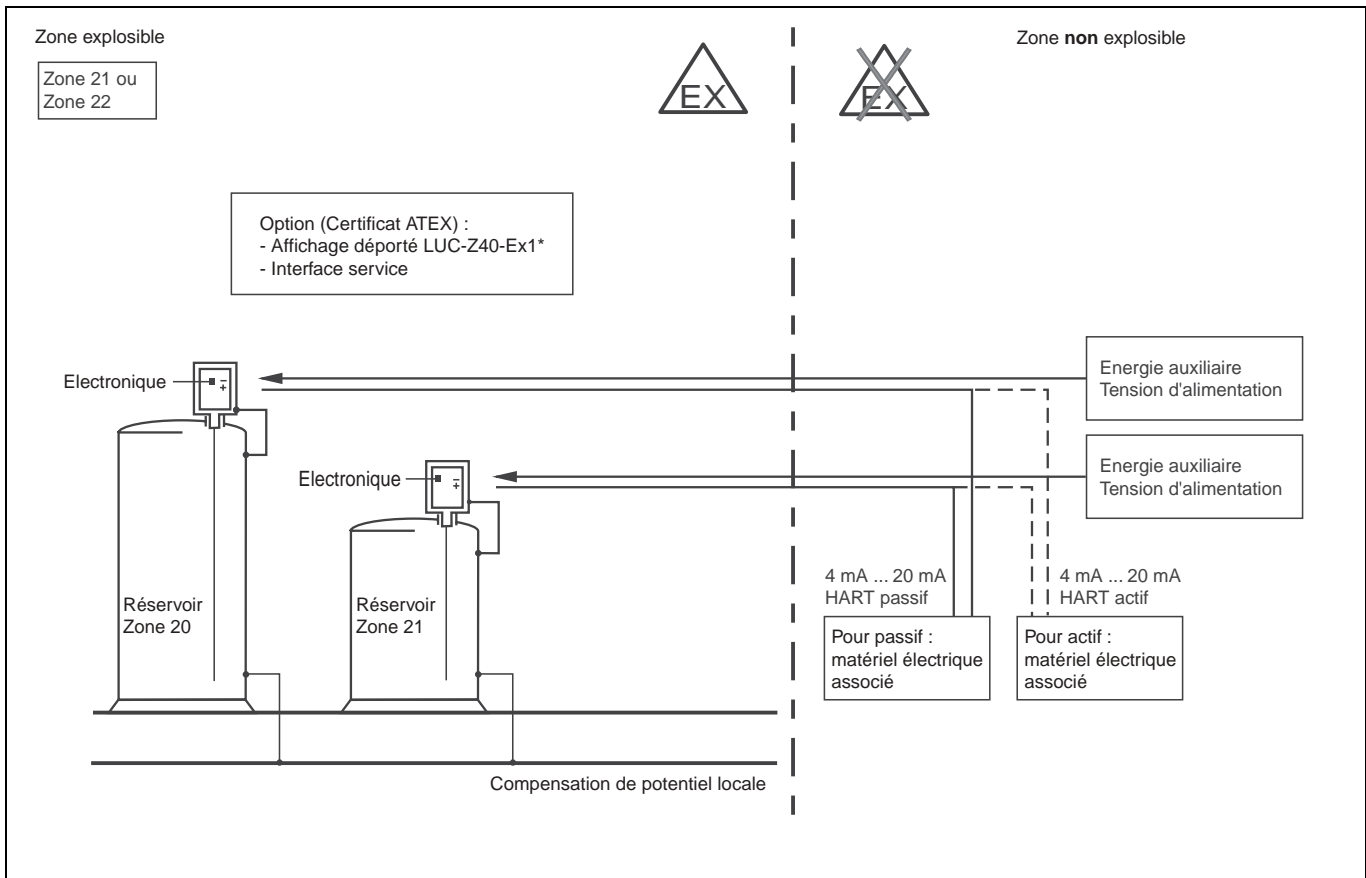 Zone explosible
Zone non explosible
Zone 21 ou
Zone 22
EX
EX
Option (Certificat ATEX) :
- Affichage déporté LUC-Z40-Ex1*
- Interface service
Electronique
Energie auxiliaire
Tension d'alimentation
Electronique
Energie auxiliaire
Tension d'alimentation
Réservoir
Zone 20
Réservoir
Zone 21
4 mA ... 20 mA
HART passif
4 mA ... 20 mA
HART actif
Pour passif :
matériel électrique
associé
Pour actif :
matériel électrique
associé
Compensation de potentiel locale